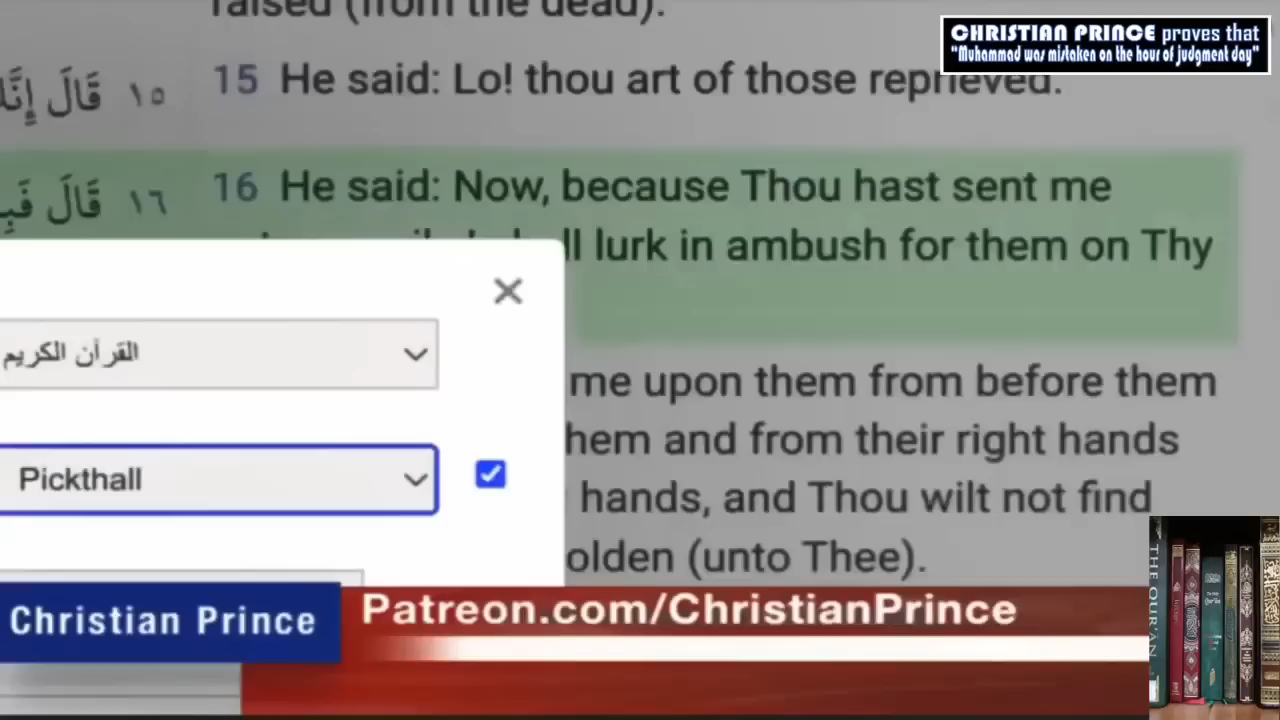 raised (from the dead).
CHRISTIAN PRINCE proves that
"Muhammad was mistaken on the hour of judgment day"
15 He said: Lo! thou art of those reprieved.
١٥ قَالَ
16 He said: Now, because Thou hast sent me
١٦ قَالَ
lurk in ambush for them on Thy
القرآن الكريم
me upon them from before them
hem and from their right hands
Pickthall
hands, and Thou wilt not find
olden (unto Thee).
Christian Prince
Patreon.com/ChristianPrince
THE QUR'ĀN